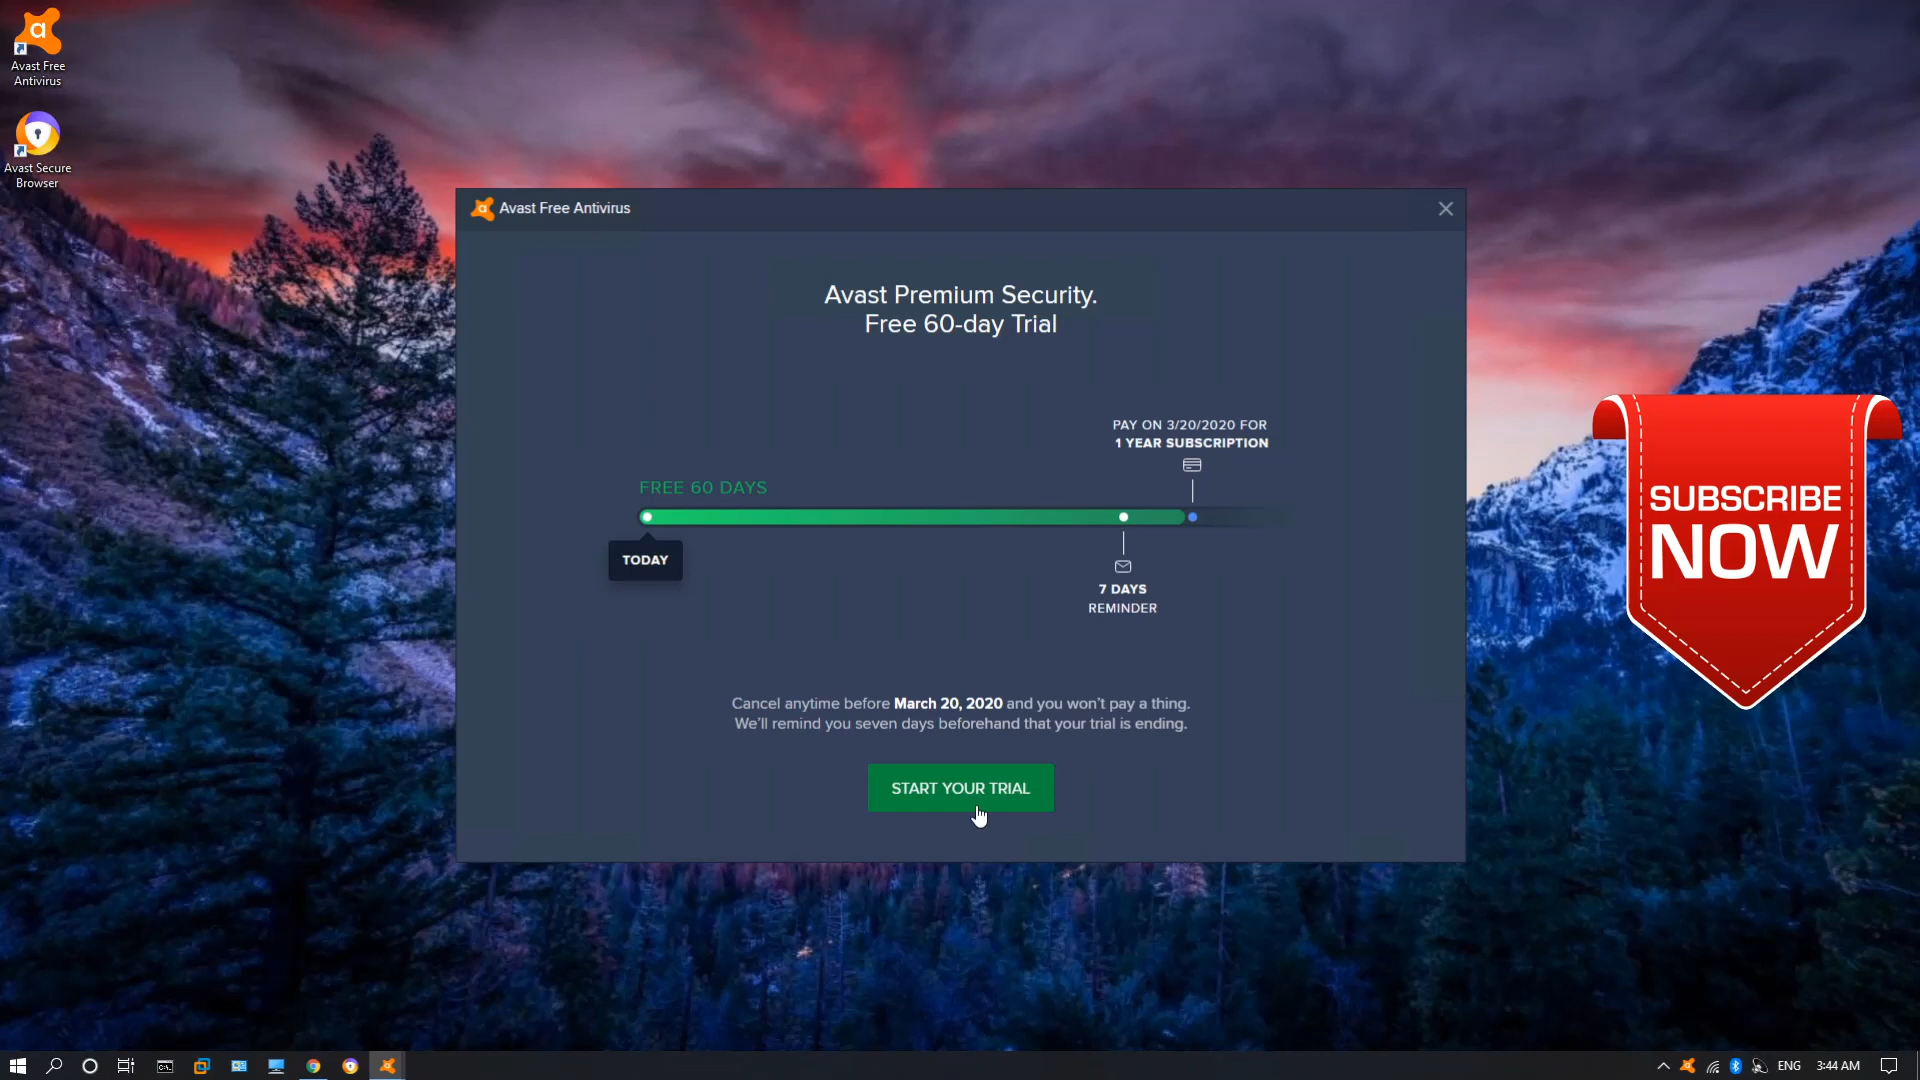 Avast Free
Antivirus
Avast Secure
Browser
Avast Free Antivirus
Avast Premium Security.
Free 60-day Trial
PAY ON 3/20/2020 FOR
1 YEAR SUBSCRIPTION
FREE 60 DAYS
TODAY
7 DAYS
REMINDER
Cancel anytime before March 20, 2020 and you won't pay a thing.
We'll remind you seven days beforehand that your trial is ending.
START YOUR TRIAL
SUBSCRIBE
NOW
ENG
3:44 AM